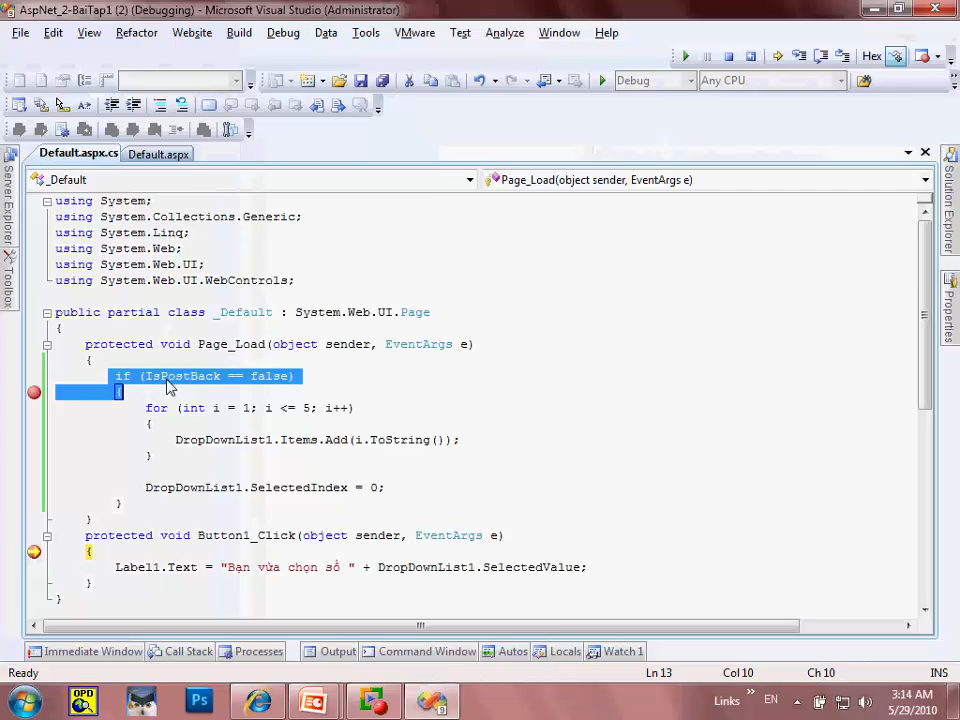 AspNet_2-BaiTap1 (2) (Debugging) - Microsoft Visual Studio (Administrator)
File Edit View Refactor Website Build Debug Data Tools VMware Test Analyze Window Help
Hex
Debug Any CPU
Default.aspx.cs Default.aspx
_Default Page_Load(object sender, EventArgs e)
Server Explorer
Toolbox
Solution Explorer
Properties
using System;
using System.Collections.Generic;
using System.Linq;
using System.Web;
using System.Web.UI;
using System.Web.UI.WebControls;
public partial class _Default : System.Web.UI.Page
{
protected void Page_Load(object sender, EventArgs e)
{
if (IsPostBack == false)
{
for (int i = 1; i <= 5; i++)
{
DropDownList1.Items.Add(i.ToString());
}
DropDownList1.SelectedIndex = 0;
}
}
protected void Button1_Click(object sender, EventArgs e)
{
Label1.Text = "Bạn vừa chọn số " + DropDownList1.SelectedValue;
}
}
Immediate Window Call Stack Processes Output Command Window Autos Locals Watch 1
Ready Ln 13 Col 10 Ch 10 INS
OPD Ps Links EN 3:14 AM
5/29/2010